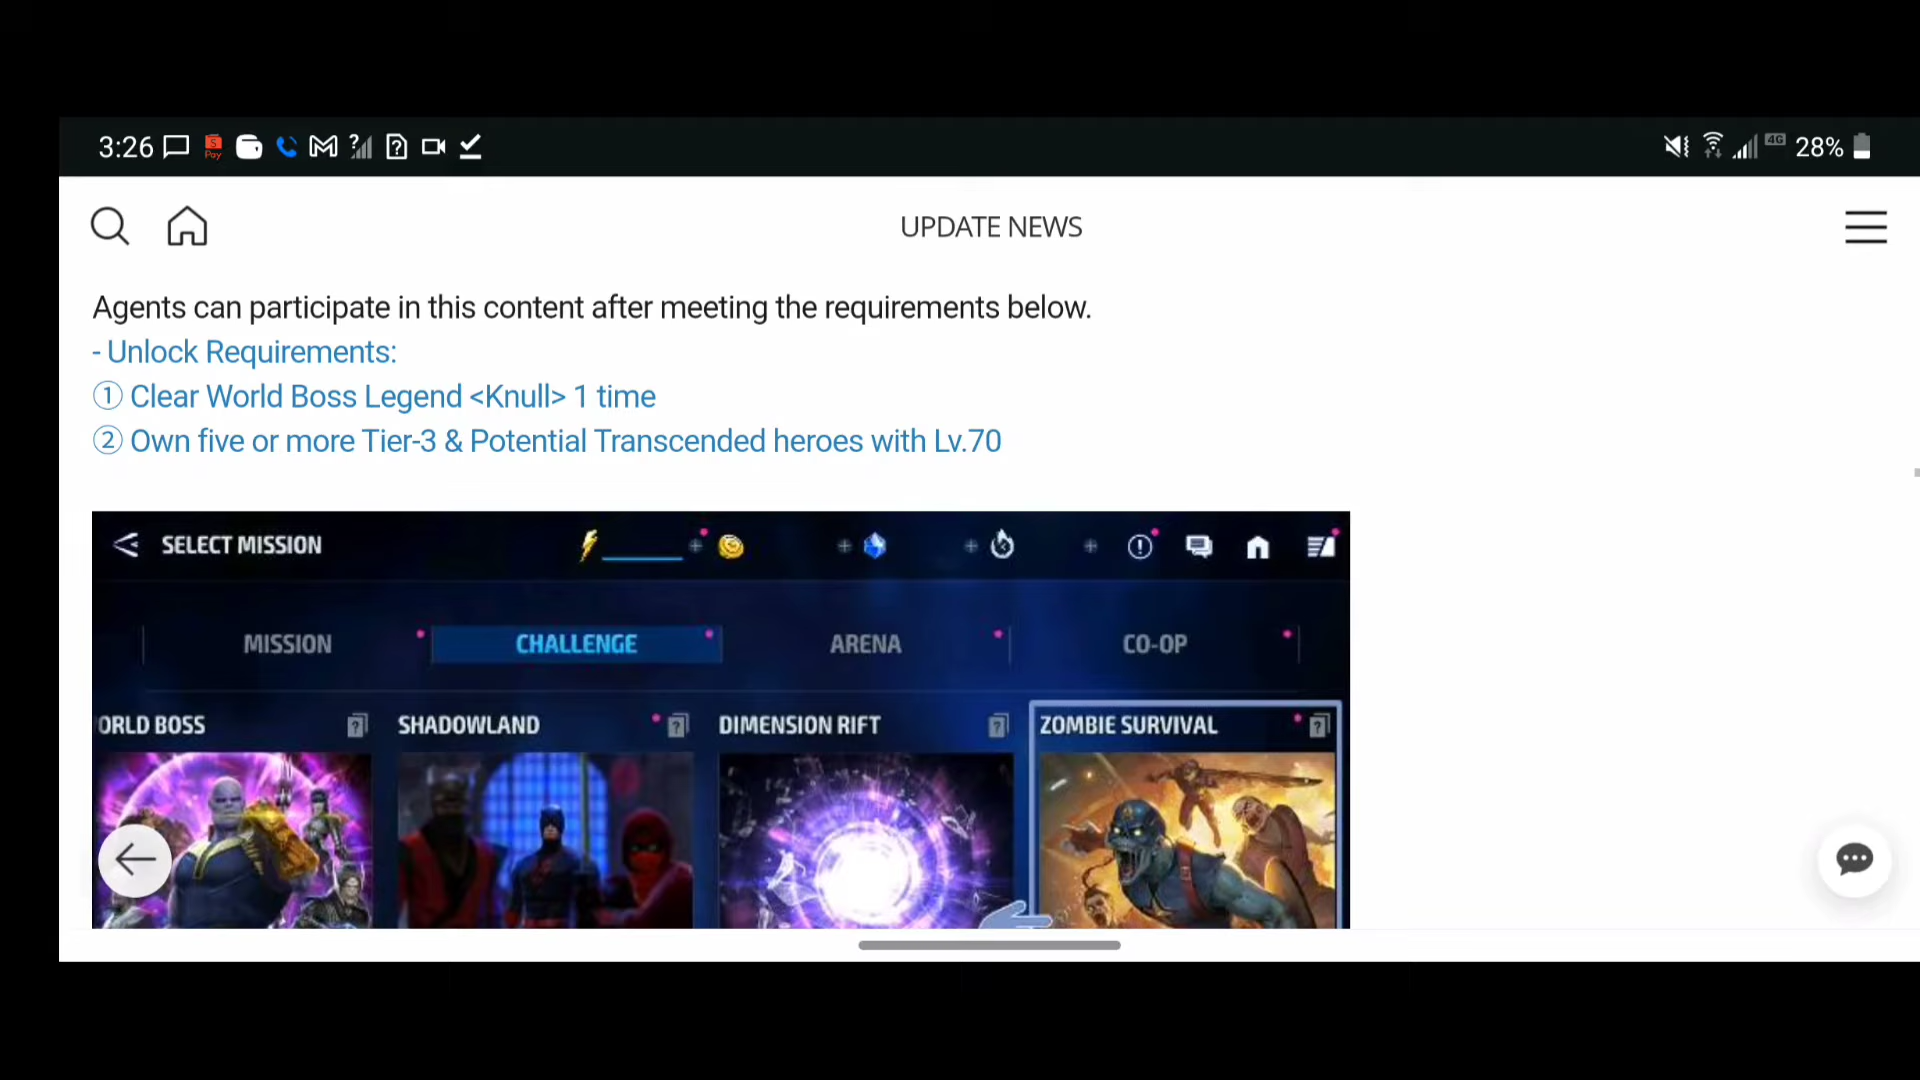 3:26
Pay
4G
28%
UPDATE NEWS
Agents can participate in this content after meeting the requirements below.
- Unlock Requirements:
① Clear World Boss Legend <Knull> 1 time
② Own five or more Tier-3 & Potential Transcended heroes with Lv.70
SELECT MISSION
MISSION
CHALLENGE
ARENA
CO-OP
ORLD BOSS
SHADOWLAND
DIMENSION RIFT
ZOMBIE SURVIVAL